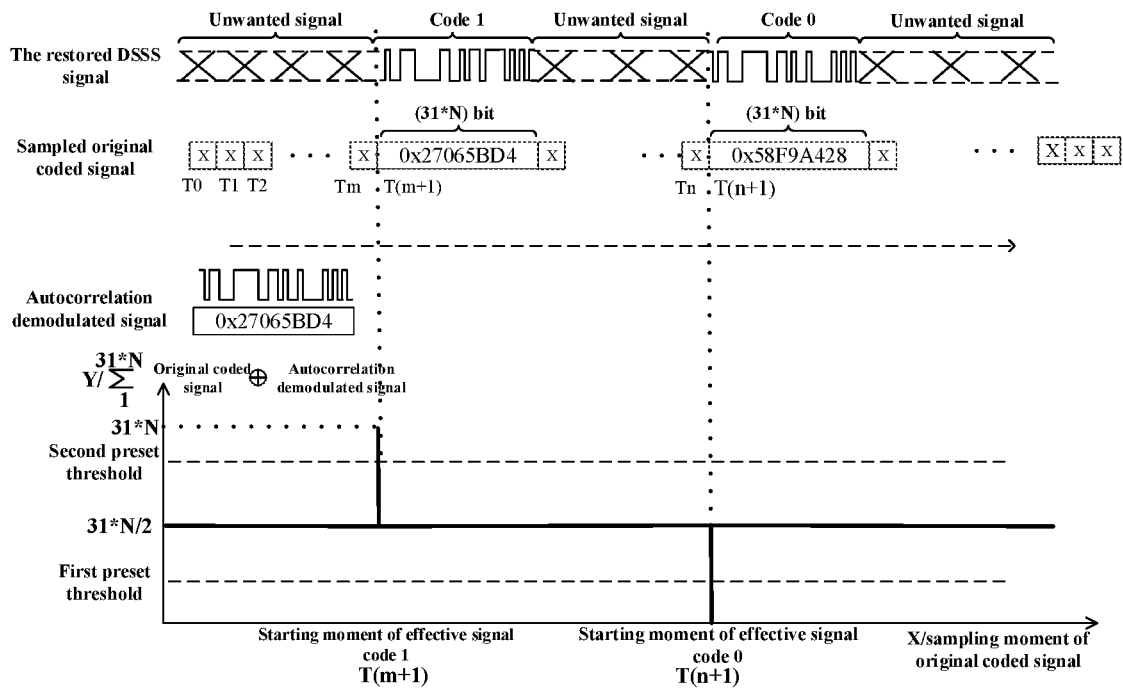 Unwanted signal Code 1 Unwanted signal Code 0 Unwanted signal
The restored DSSS
signal
(31*N) bit (31*N) bit
Sampled original
coded signal
X X X · · · X 0x27065BD4 X · · · X 0x58F9A428 X · · · X X X
T0 T1 T2 Tm T(m+1) Tn T(n+1)
Autocorrelation
demodulated signal
0x27065BD4
31*N
Y/∑ Original coded signal ⊕ Autocorrelation demodulated signal
1
31*N
Second preset
threshold
31*N/2
First preset
threshold
Starting moment of effective signal
code 1
T(m+1)
Starting moment of effective signal
code 0
T(n+1)
X/sampling moment of
original coded signal